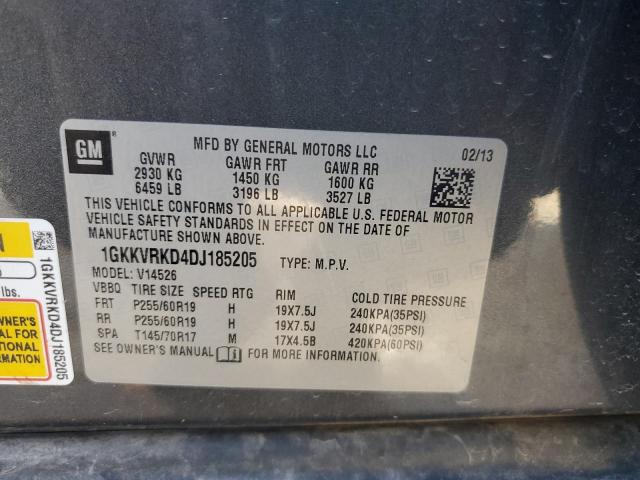 GM
®
MFD BY GENERAL MOTORS LLC
02/13
GVWR GAWR FRT GAWR RR
2930 KG 1450 KG 1600 KG
6459 LB 3196 LB 3527 LB
THIS VEHICLE CONFORMS TO ALL APPLICABLE U.S. FEDERAL MOTOR
VEHICLE SAFETY STANDARDS IN EFFECT ON THE DATE OF
MANUFACTURE SHOWN ABOVE.
1GKKVRKD4DJ185205 TYPE: M.P.V.
MODEL: V14526
VBBQ TIRE SIZE SPEED RTG RIM COLD TIRE PRESSURE
FRT P255/60R19 H 19X7.5J 240KPA(35PSI)
RR P255/60R19 H 19X7.5J 240KPA(35PSI)
SPA T145/70R17 M 17X4.5B 420KPA(60PSI)
SEE OWNER'S MANUAL FOR MORE INFORMATION.
N
lbs.
OWNER'S
AL FOR
TIONAL
RMATION
1GKKVRKD4DJ185205